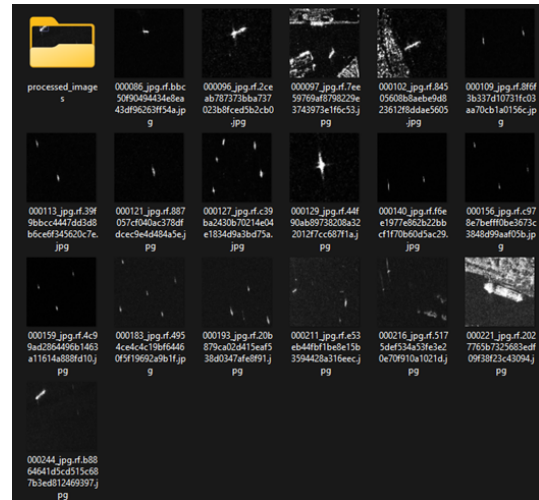 processed_image
s
000086_jpg.rf.bbc
50f90494434e8ea
43df96263ff54a.jp
g
000096_jpg.rf.2ce
ab787373bba737
023b8fced5b2cb0
.jpg
000097_jpg.rf.7ee
59769af8798229e
3743973e1f6c53.j
pg
000102_jpg.rf.845
05608b8aebe9d8
23612f8ddae5605
.jpg
000109_jpg.rf.8f6f
3b337d10731fc03
aa70cb1a0156c.jp
g
000113_jpg.rf.39f
9bbcc4447dd3d8
b6ce6f345620c7e.
jpg
000121_jpg.rf.887
057cf040ac378df
dcec9e4d484a5e.j
pg
000127_jpg.rf.c39
ba2430b70214e04
e1834d9a3bd75a.
jpg
000129_jpg.rf.44f
90ab89738208a32
2012f7cc687f1a.j
pg
000140_jpg.rf.f6e
e1977e862b22bb
cf1f70b60d5ac29.
jpg
000156_jpg.rf.c97
8e7befff0be3673c
3848d99aaf05b.jp
g
000159_jpg.rf.4c9
9ad2864496b1463
a11614a888fd10.j
pg
000183_jpg.rf.495
4ce4c4c19bf6446
0f5f19692a9b1f.jp
g
000193_jpg.rf.20b
879ca02d415eaf5
38d0347afe8f91.j
pg
000211_jpg.rf.e53
eb44fbf1be8e15b
3594428a316eec.j
pg
000216_jpg.rf.517
5def534a53fe3e2
0e70f910a1021d.j
pg
000221_jpg.rf.202
7765b7325683edf
09f38f23c43094.j
pg
000244_jpg.rf.b88
64641d5cd515c68
7b3ed812469397.j
pg